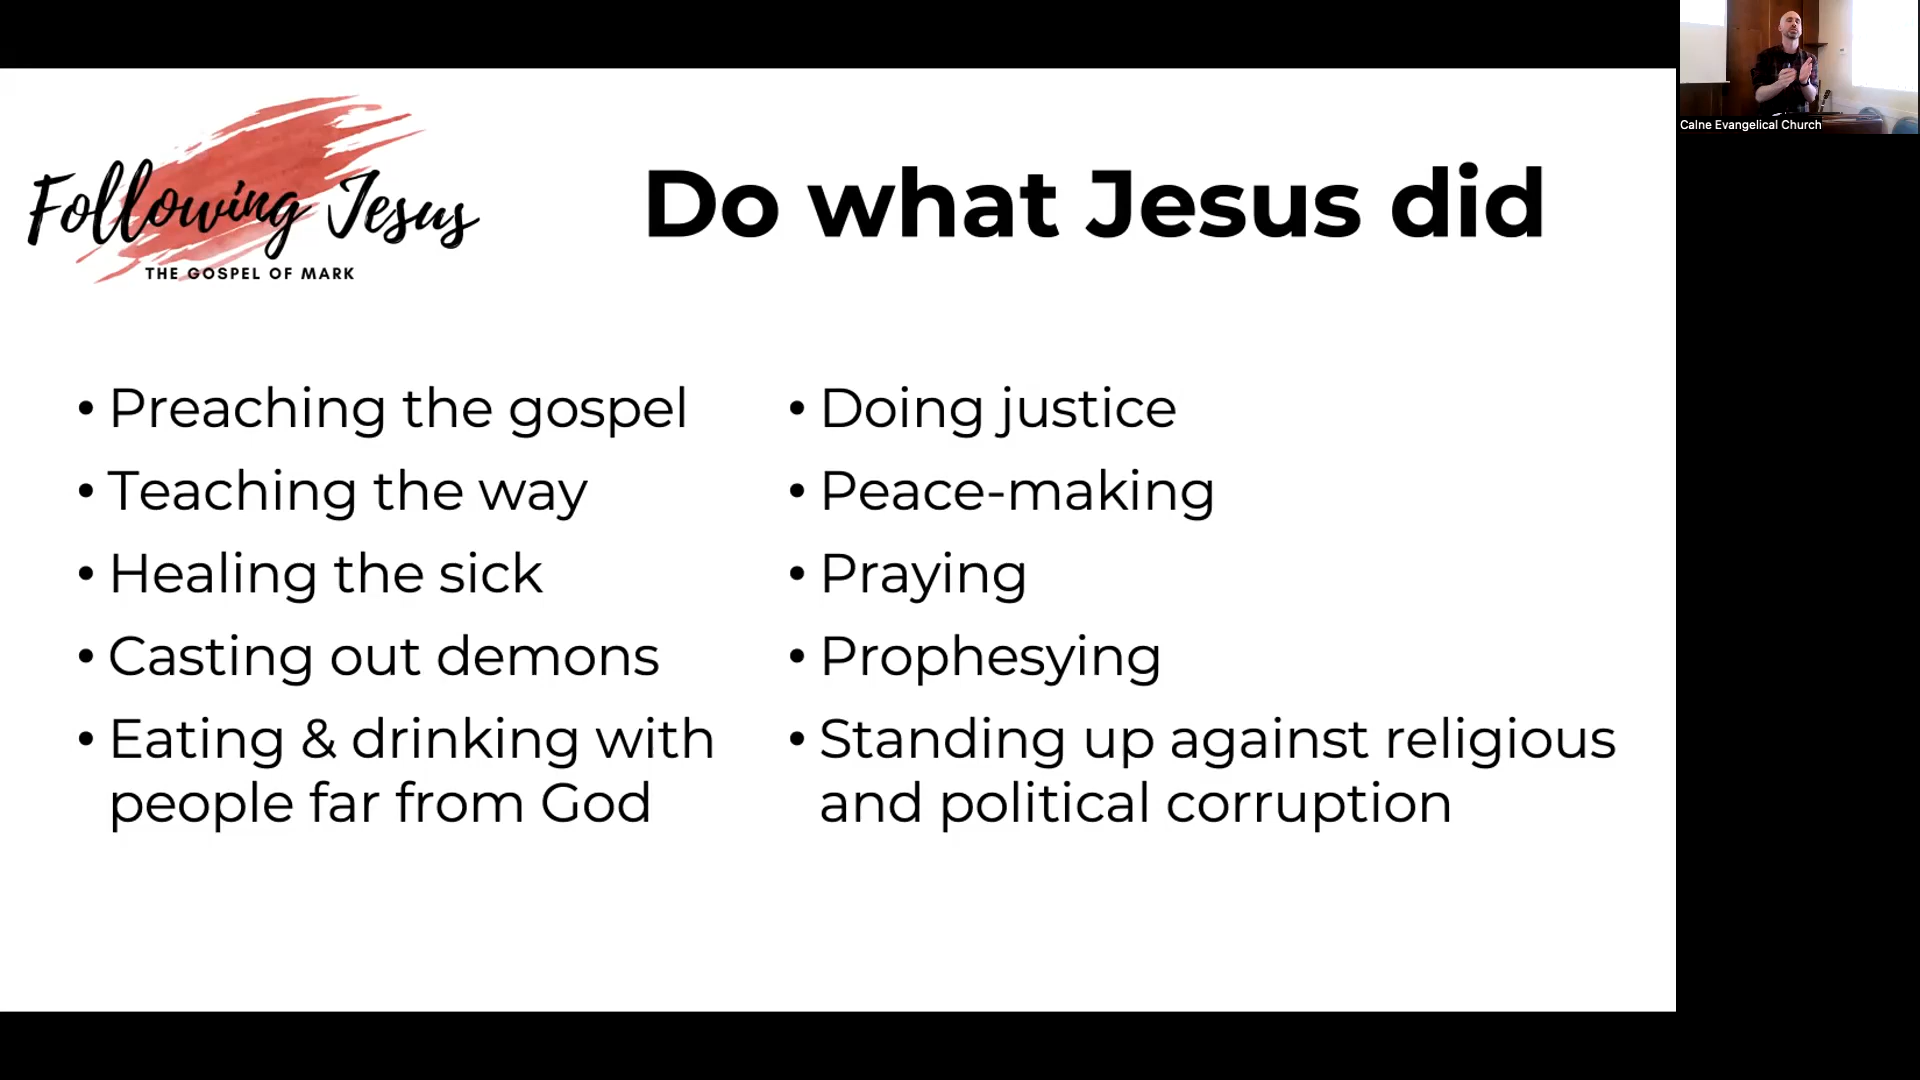 Following Jesus
THE GOSPEL OF MARK
Do what Jesus did
• Preaching the gospel
• Teaching the way
• Healing the sick
• Casting out demons
• Eating & drinking with
people far from God
• Doing justice
• Peace-making
• Praying
• Prophesying
• Standing up against religious
and political corruption
Calne Evangelical Church